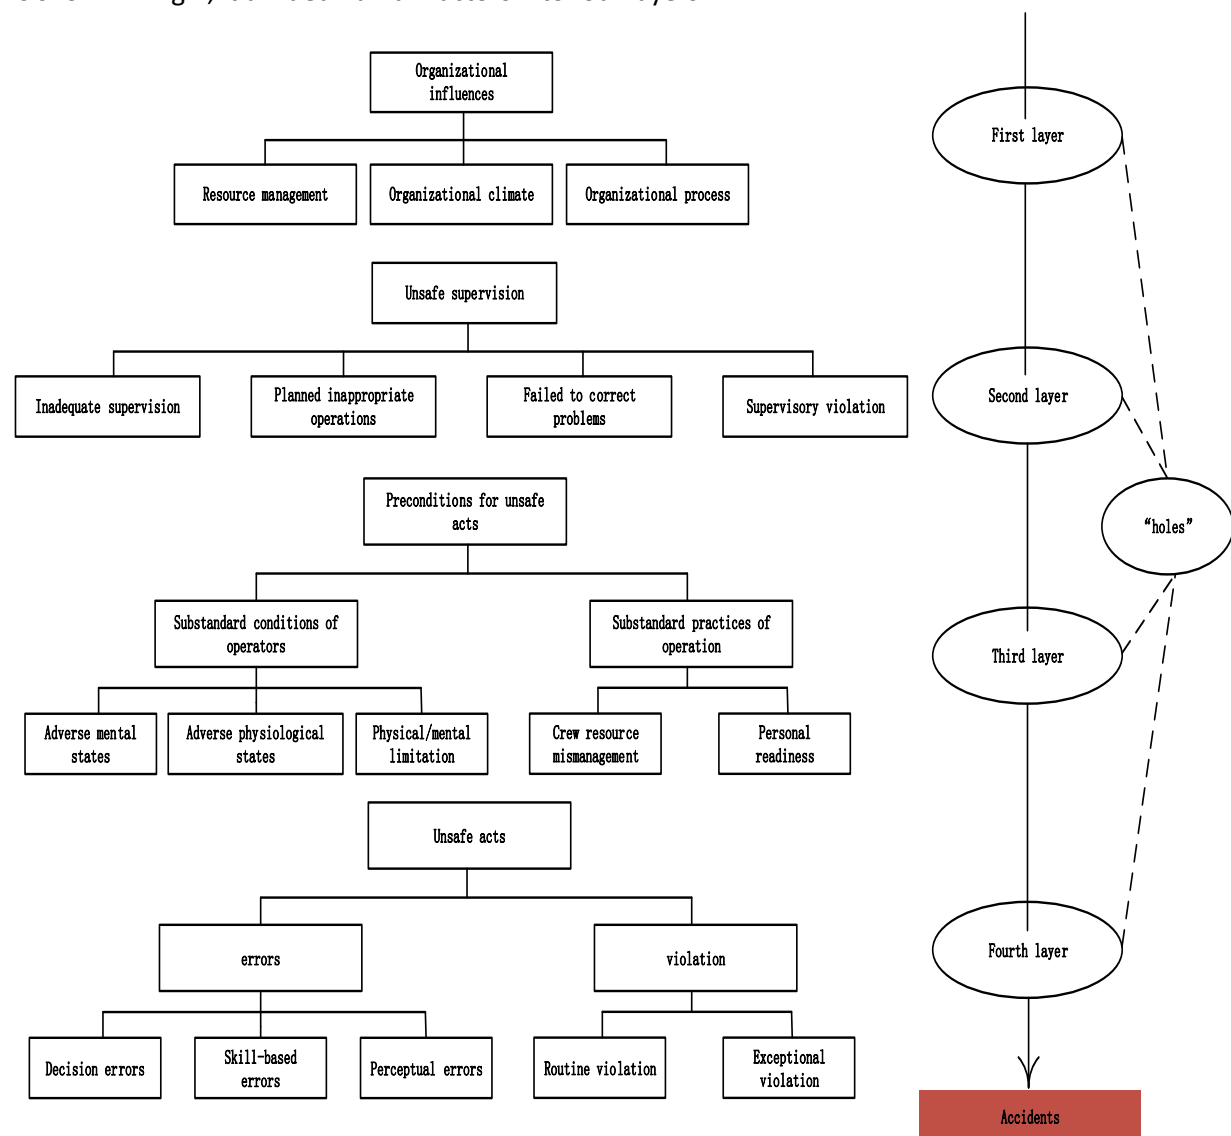 Organizational
influences
Resource management
Organizational climate
Organizational process
Unsafe supervision
Inadequate supervision
Planned inappropriate
operations
Failed to correct
problems
Supervisory violation
Preconditions for unsafe
acts
Substandard conditions of
operators
Substandard practices of
operation
Adverse mental
states
Adverse physiological
states
Physical/mental
limitation
Crew resource
mismanagement
Personal
readiness
Unsafe acts
errors
violation
Decision errors
Skill-based
errors
Perceptual errors
Routine violation
Exceptional
violation
First layer
Second layer
“holes”
Third layer
Fourth layer
Accidents